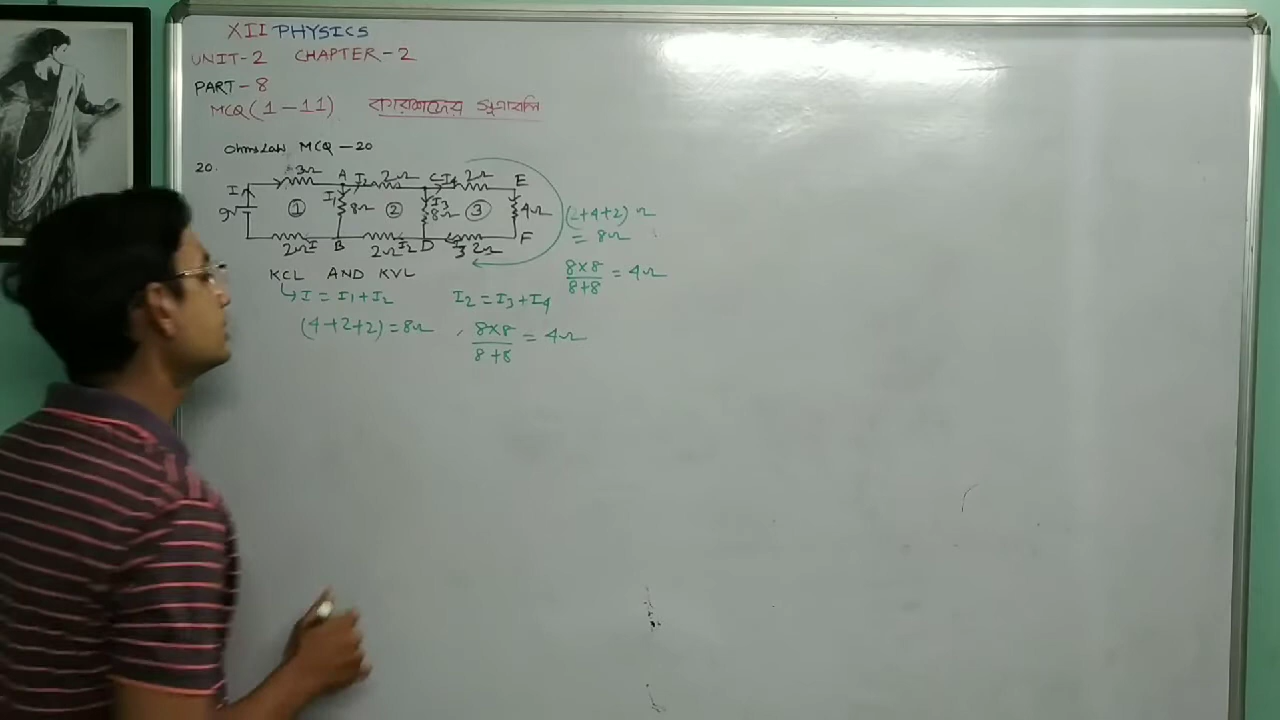 XII PHYSICS
UNIT-2 CHAPTER-2
PART-8
MCQ(1-11) কারশফের সূত্রাবলি
Ohms Law MCQ-20
20.
3Ω A I2 2Ω C I4 2Ω E
I I1 8Ω I3 8Ω 4Ω
9V ① ② ③
2Ω I B 2Ω I2 D 2Ω F
(2+4+2)Ω
= 8Ω
8×8/8+8 = 4Ω
KCL AND KVL
↳ I = I1+I2 I2 = I3+I4
(4+2+2) = 8Ω , 8×8/8+8 = 4Ω